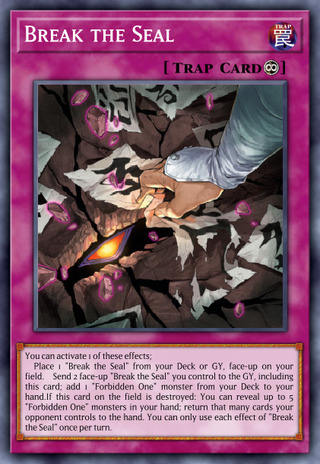 Break the Seal
TRAP
罠
[ Trap Card ]
You can activate 1 of these effects;
Place 1 "Break the Seal" from your Deck or GY, face-up on your
field. Send 2 face-up "Break the Seal" you control to the GY, including
this card; add 1 "Forbidden One" monster from your Deck to your
hand.If this card on the field is destroyed: You can reveal up to 5
"Forbidden One" monsters in your hand; return that many cards your
opponent controls to the hand. You can only use each effect of "Break
the Seal" once per turn.